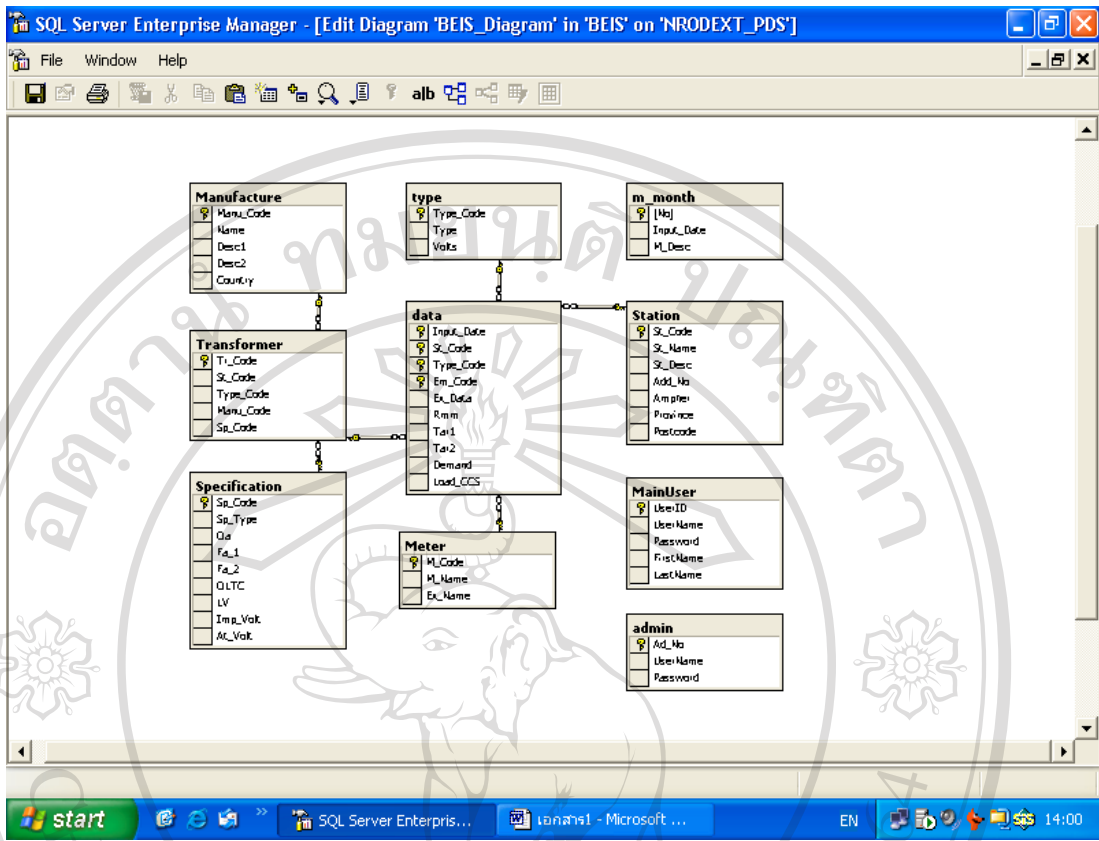 SQL Server Enterprise Manager - [Edit Diagram 'BEIS_Diagram' in 'BEIS' on 'NRODEXT_PDS']
File Window Help
a|b
Manufacture
Manu_Code
Name
Desc1
Desc2
Country
type
Type_Code
Type
Volts
m_month
[No]
Input_Date
M_Desc
Transformer
Tr_Code
St_Code
Type_Code
Manu_Code
Sp_Code
data
Input_Date
St_Code
Type_Code
Em_Code
Ex_Data
Rmm
Tar1
Tar2
Demand
Load_CCS
Station
St_Code
St_Name
St_Desc
Add_No
Ampher
Province
Postcode
Specification
Sp_Code
Sp_Type
Fa_1
Fa_2
OLTC
LV
Imp_Volt
Meter
M_Code
M_Name
Ex_Name
MainUser
UserID
UserName
Password
FirstName
LastName
admin
Ad_No
UserName
Password
start
SQL Server Enterpris...
เอกสาร1 - Microsoft ...
EN
14:00